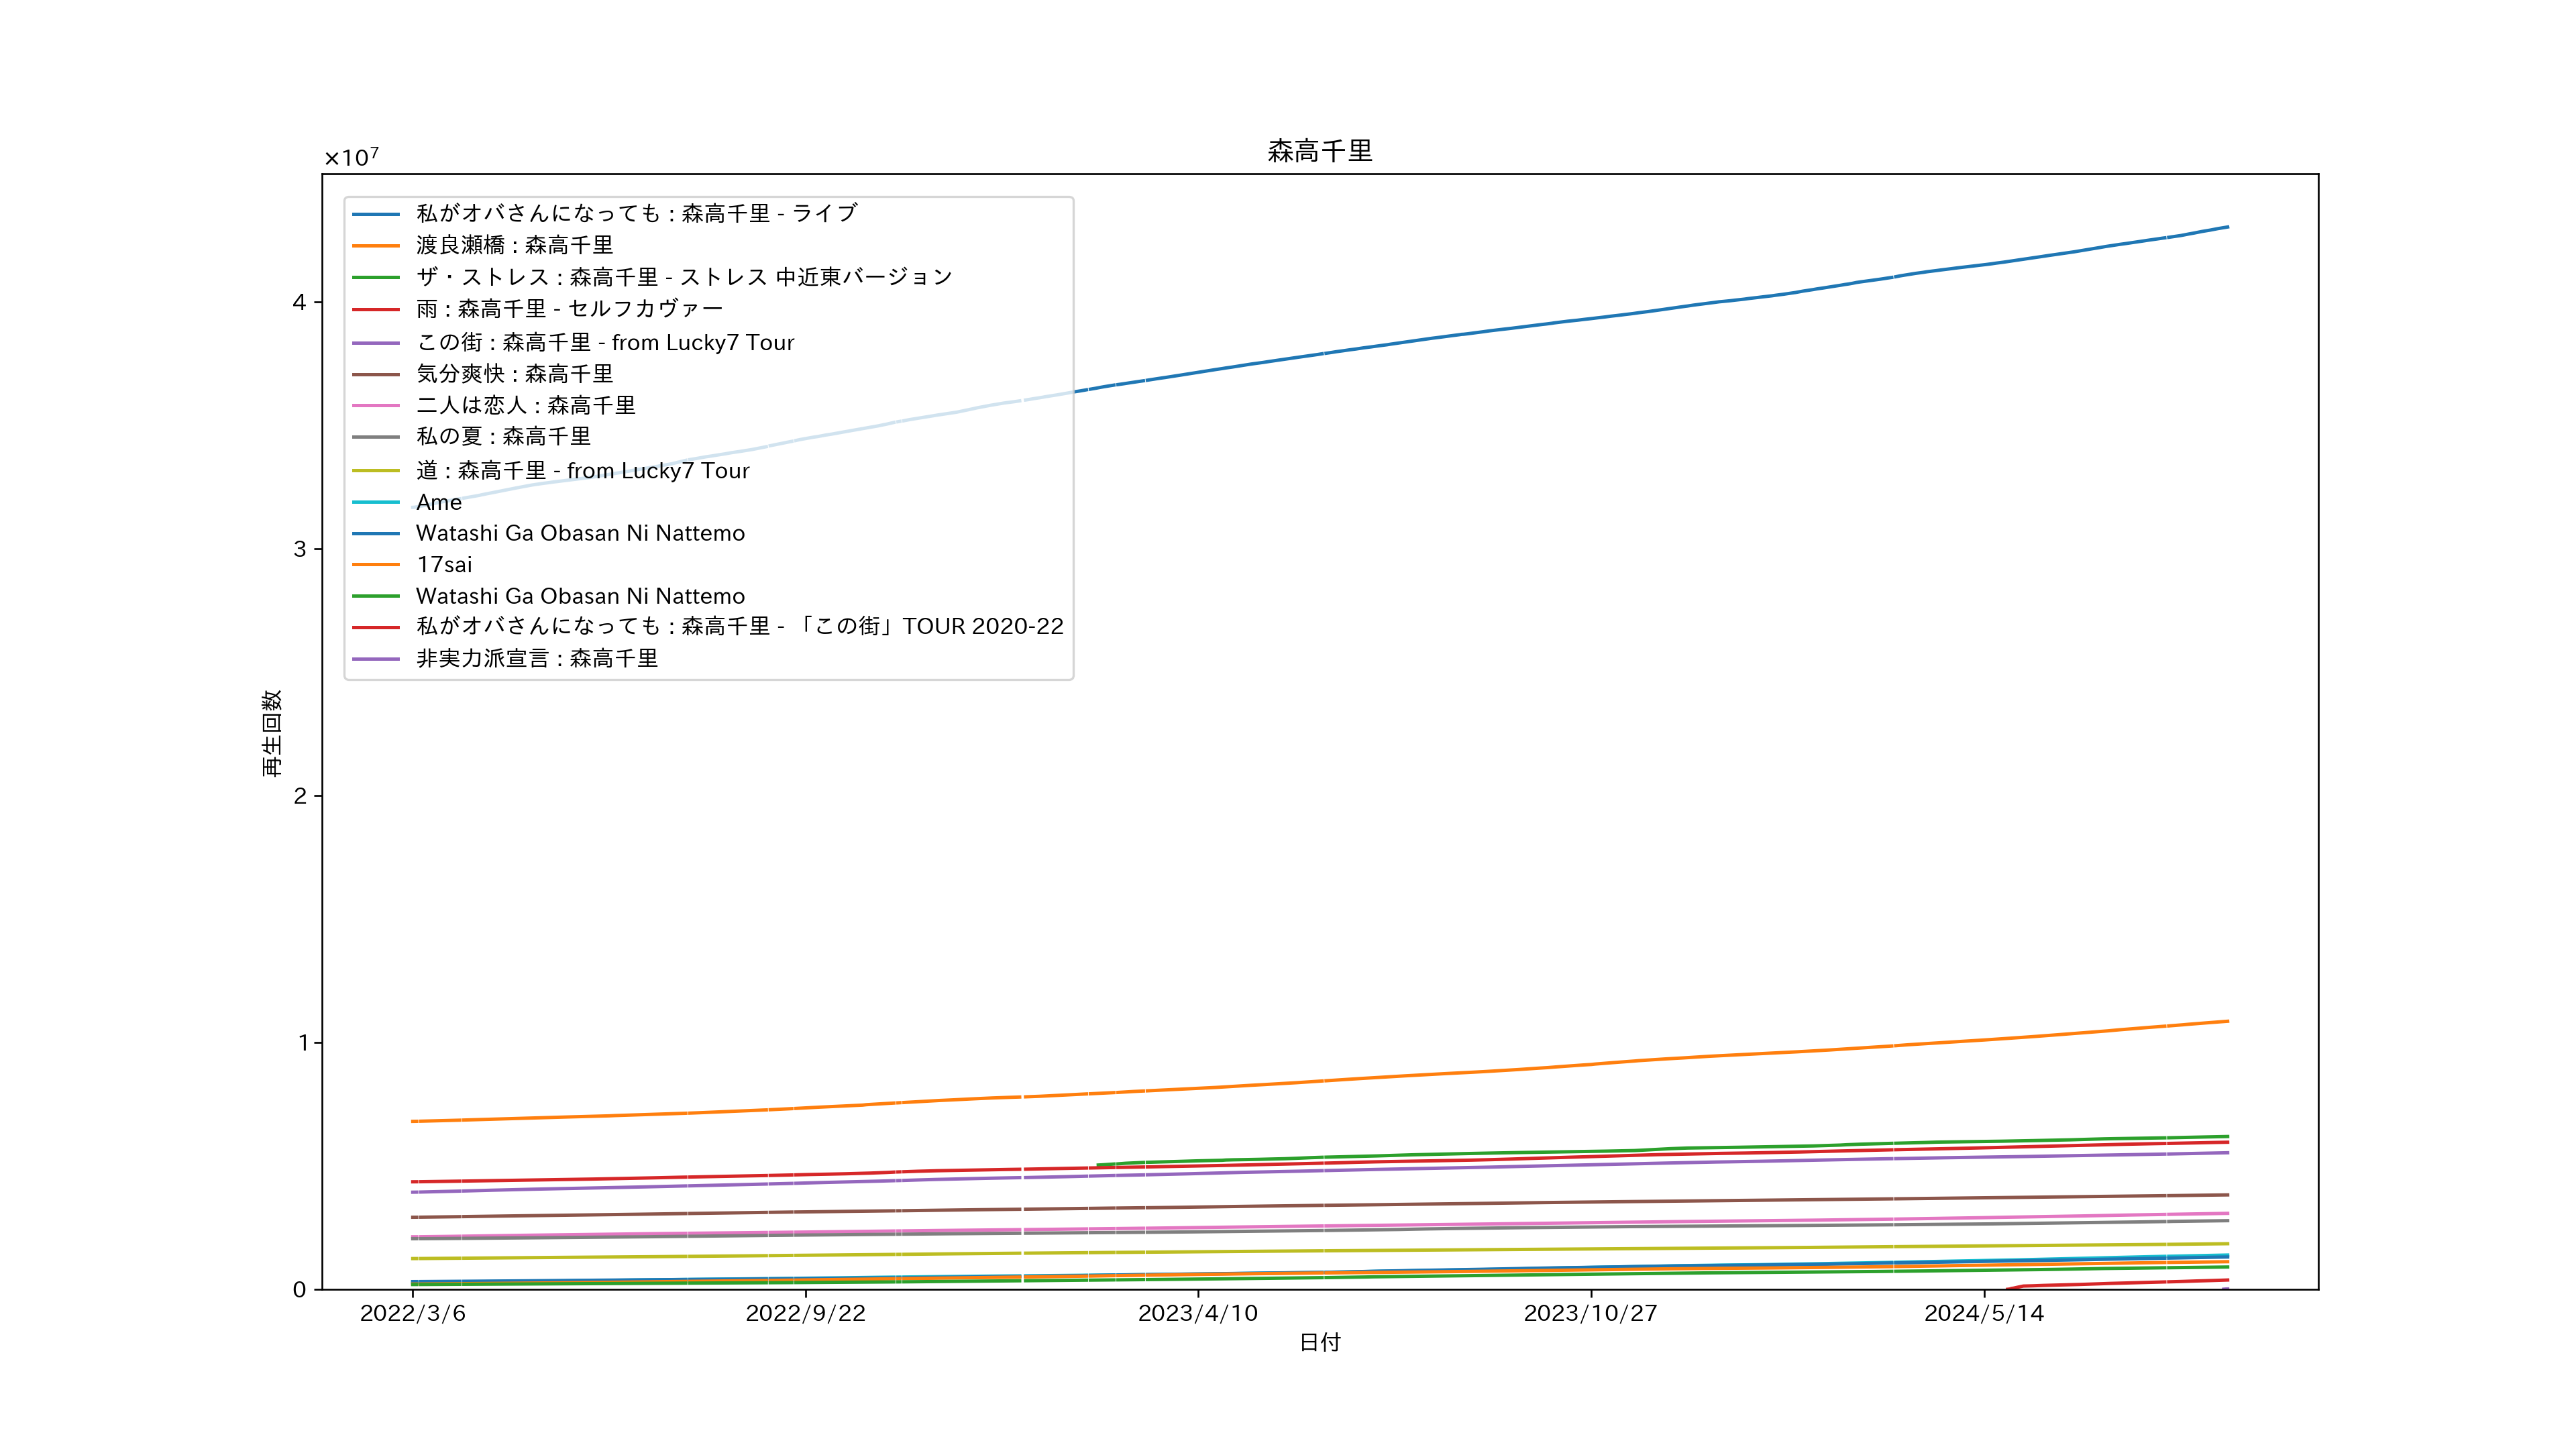 森高千里
×10⁷
私がオバさんになっても : 森高千里 - ライブ
渡良瀬橋 : 森高千里
ザ・ストレス : 森高千里 - ストレス 中近東バージョン
雨 : 森高千里 - セルフカヴァー
この街 : 森高千里 - from Lucky7 Tour
気分爽快 : 森高千里
二人は恋人 : 森高千里
私の夏 : 森高千里
道 : 森高千里 - from Lucky7 Tour
Ame
Watashi Ga Obasan Ni Nattemo
17sai
Watashi Ga Obasan Ni Nattemo
私がオバさんになっても : 森高千里 - 「この街」TOUR 2020-22
非実力派宣言 : 森高千里
4
3
2
1
0
再生回数
2022/3/6
2022/9/22
2023/4/10
2023/10/27
2024/5/14
日付